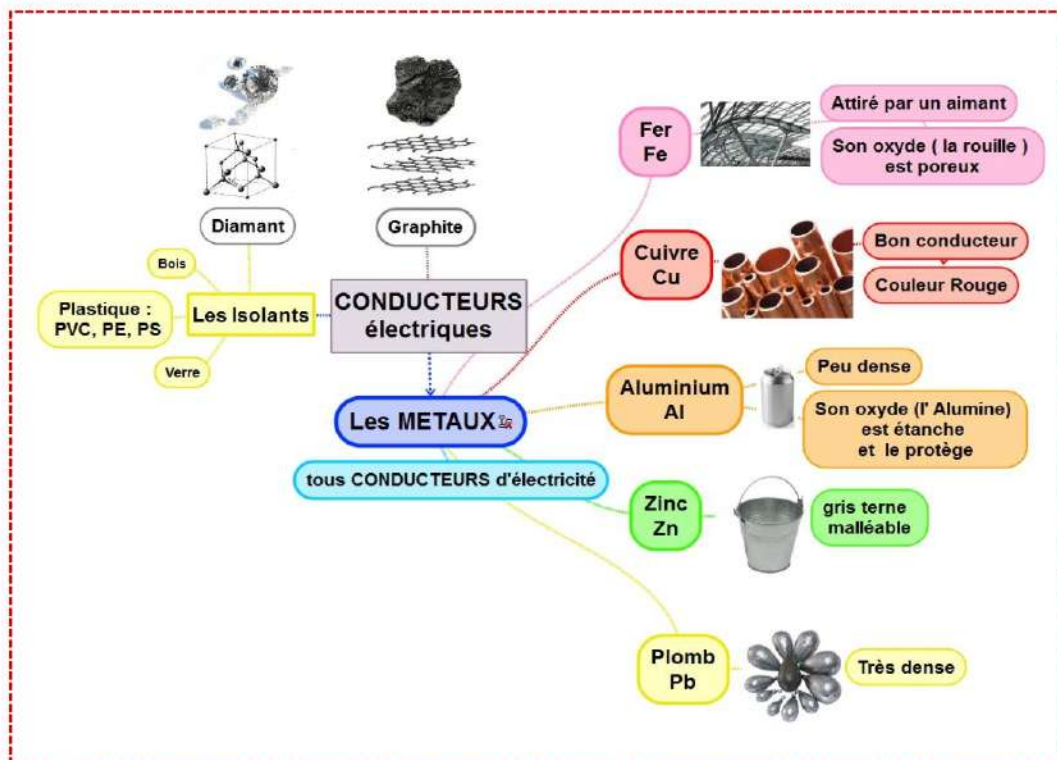 Diamant
Graphite
Bois
Plastique :
PVC, PE, PS
Verre
Les Isolants
CONDUCTEURS
électriques
Les METAUX
tous CONDUCTEURS d'électricité
Fer
Fe
Attiré par un aimant
Son oxyde ( la rouille )
est poreux
Cuivre
Cu
Bon conducteur
Couleur Rouge
Aluminium
Al
Peu dense
Son oxyde (l' Alumine)
est étanche
et le protège
Zinc
Zn
gris terne
malléable
Plomb
Pb
Très dense